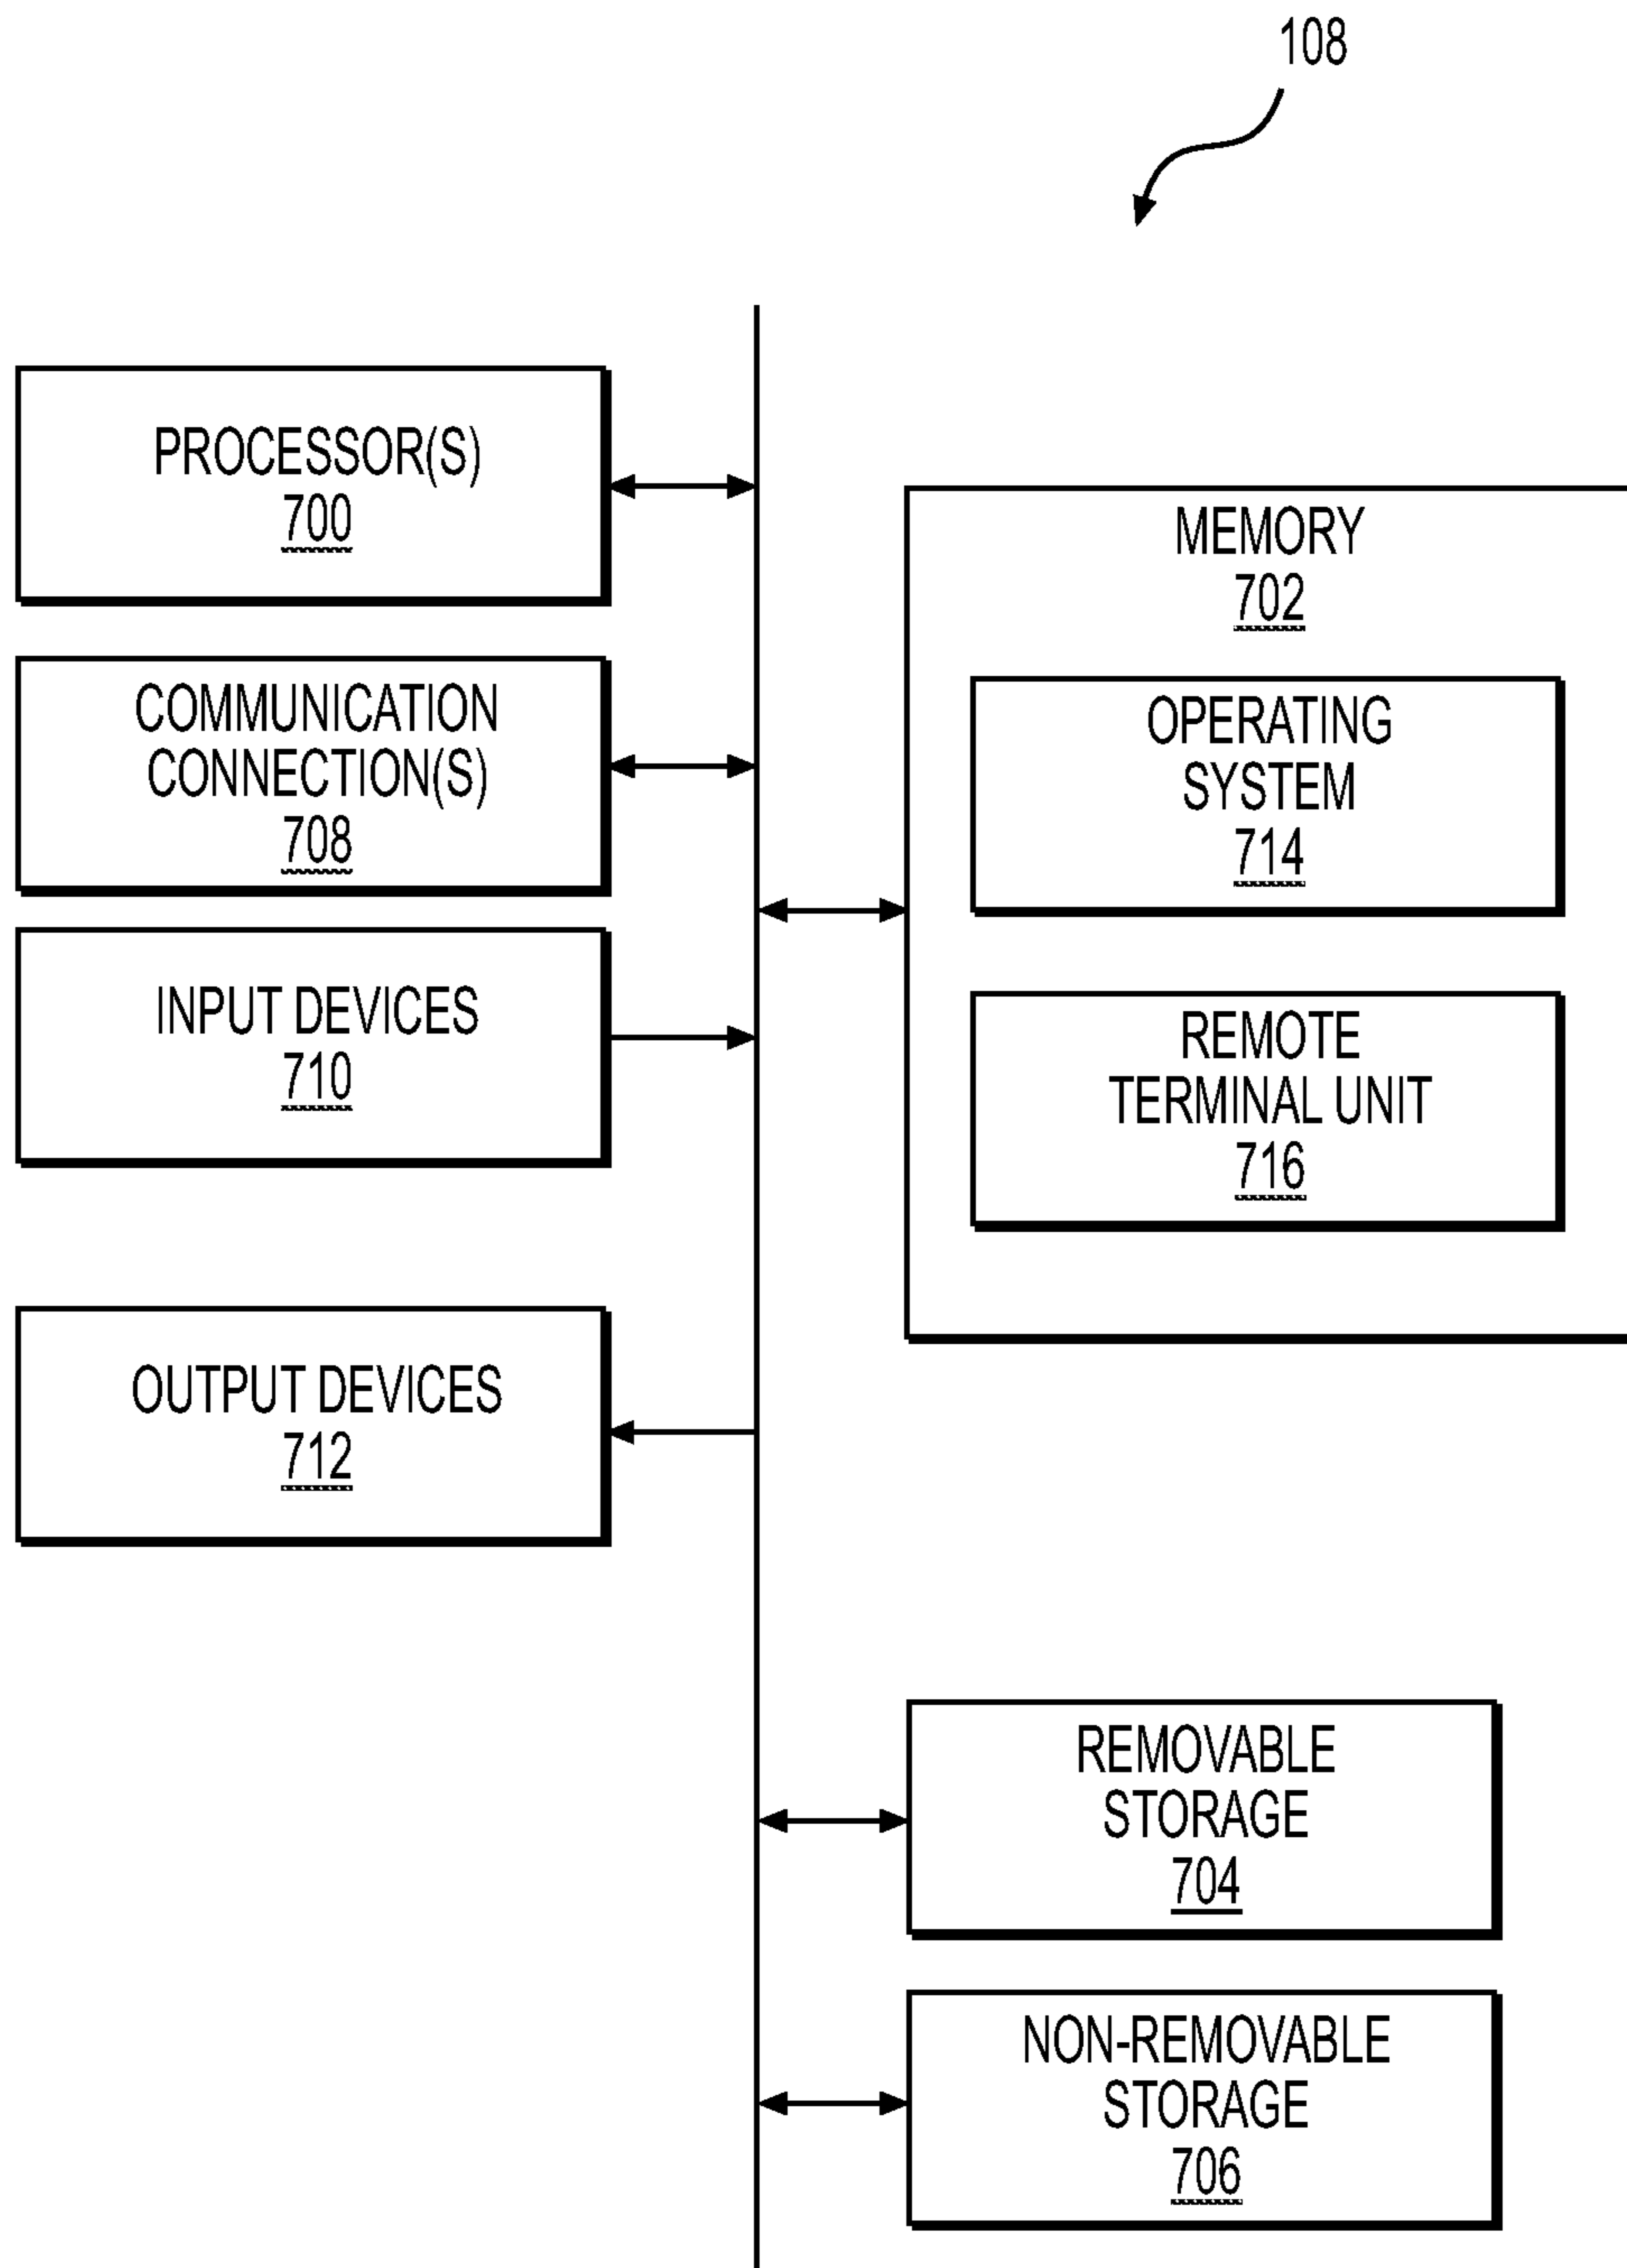 108
PROCESSOR(S)
700
COMMUNICATION
CONNECTION(S)
708
INPUT DEVICES
710
OUTPUT DEVICES
712
MEMORY
702
OPERATING
SYSTEM
714
REMOTE
TERMINAL UNIT
716
REMOVABLE
STORAGE
704
NON-REMOVABLE
STORAGE
706